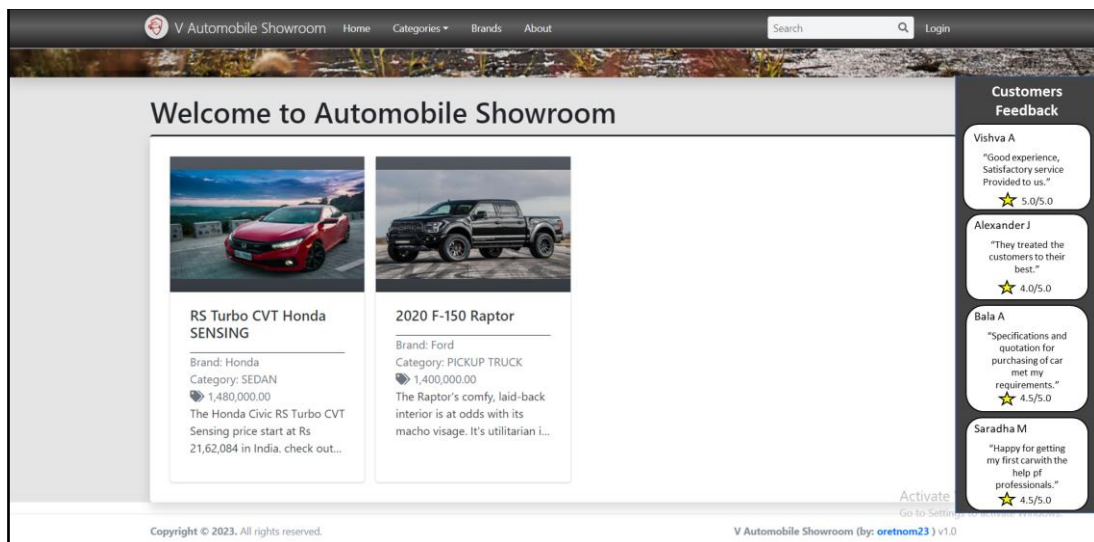 V Automobile Showroom Home Categories Brands About Search Login
Welcome to Automobile Showroom
RS Turbo CVT Honda
SENSING
Brand: Honda
Category: SEDAN
1,480,000.00
The Honda Civic RS Turbo CVT
Sensing price start at Rs
21,62,084 in India. check out...
2020 F-150 Raptor
Brand: Ford
Category: PICKUP TRUCK
1,400,000.00
The Raptor's comfy, laid-back
interior is at odds with its
macho visage. It's utilitarian i...
Customers
Feedback
Vishva A
"Good experience,
Satisfactory service
Provided to us."
5.0/5.0
Alexander J
"They treated the
customers to their
best."
4.0/5.0
Bala A
"Specifications and
quotation for
purchasing of car
met my
requirements."
4.5/5.0
Saradha M
"Happy for getting
my first carwith the
help pf
professionals."
4.5/5.0
Activate
Go to Settings to activate Windows.
Copyright © 2023. All rights reserved.
V Automobile Showroom (by: oretnom23 ) v1.0